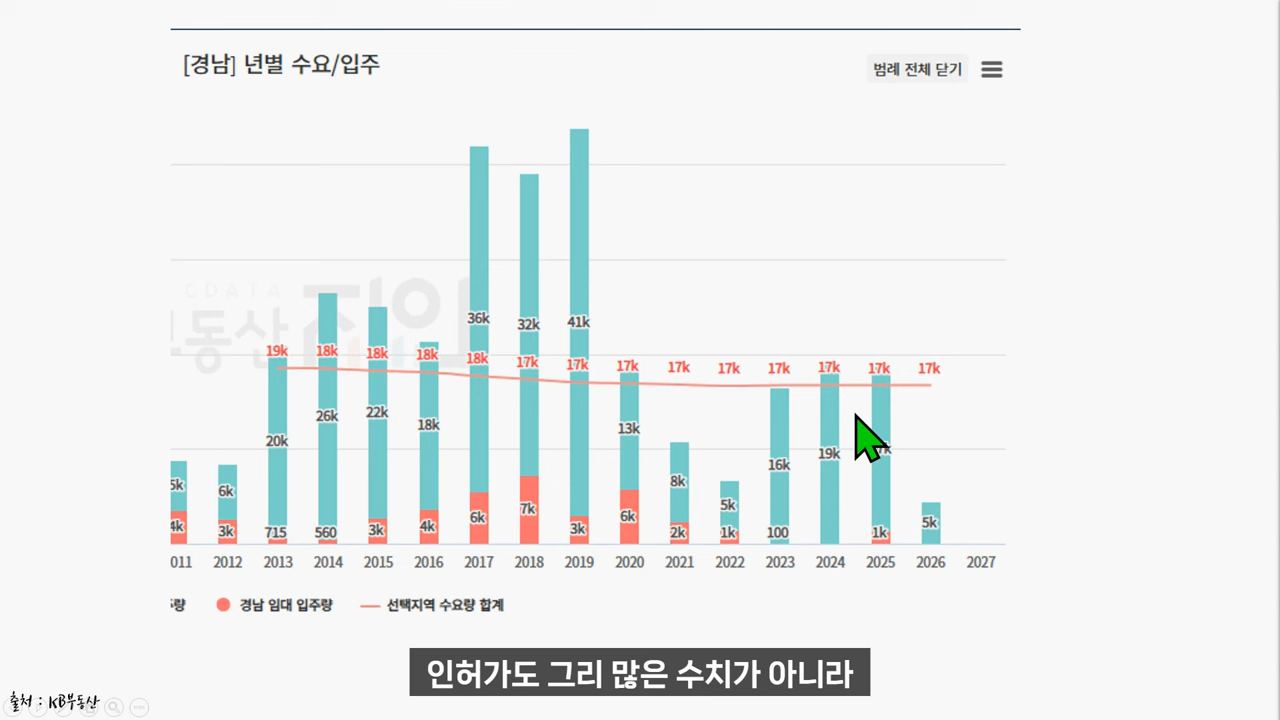 [경남] 년별 수요/입주
범례 전체 닫기
36k 32k 41k
19k 18k 18k 18k 18k 17k 17k 17k 17k 17k 17k 17k 17k 17k
20k 26k 22k 18k 13k
5k 6k 8k 5k 16k 19k 5k
4k 3k 715 560 3k 4k 6k 7k 3k 6k 2k 1k 100 1k
011 2012 2013 2014 2015 2016 2017 2018 2019 2020 2021 2022 2023 2024 2025 2026 2027
경남 임대 입주량 선택지역 수요량 합계
인허가도 그리 많은 수치가 아니라
출처 : KB부동산